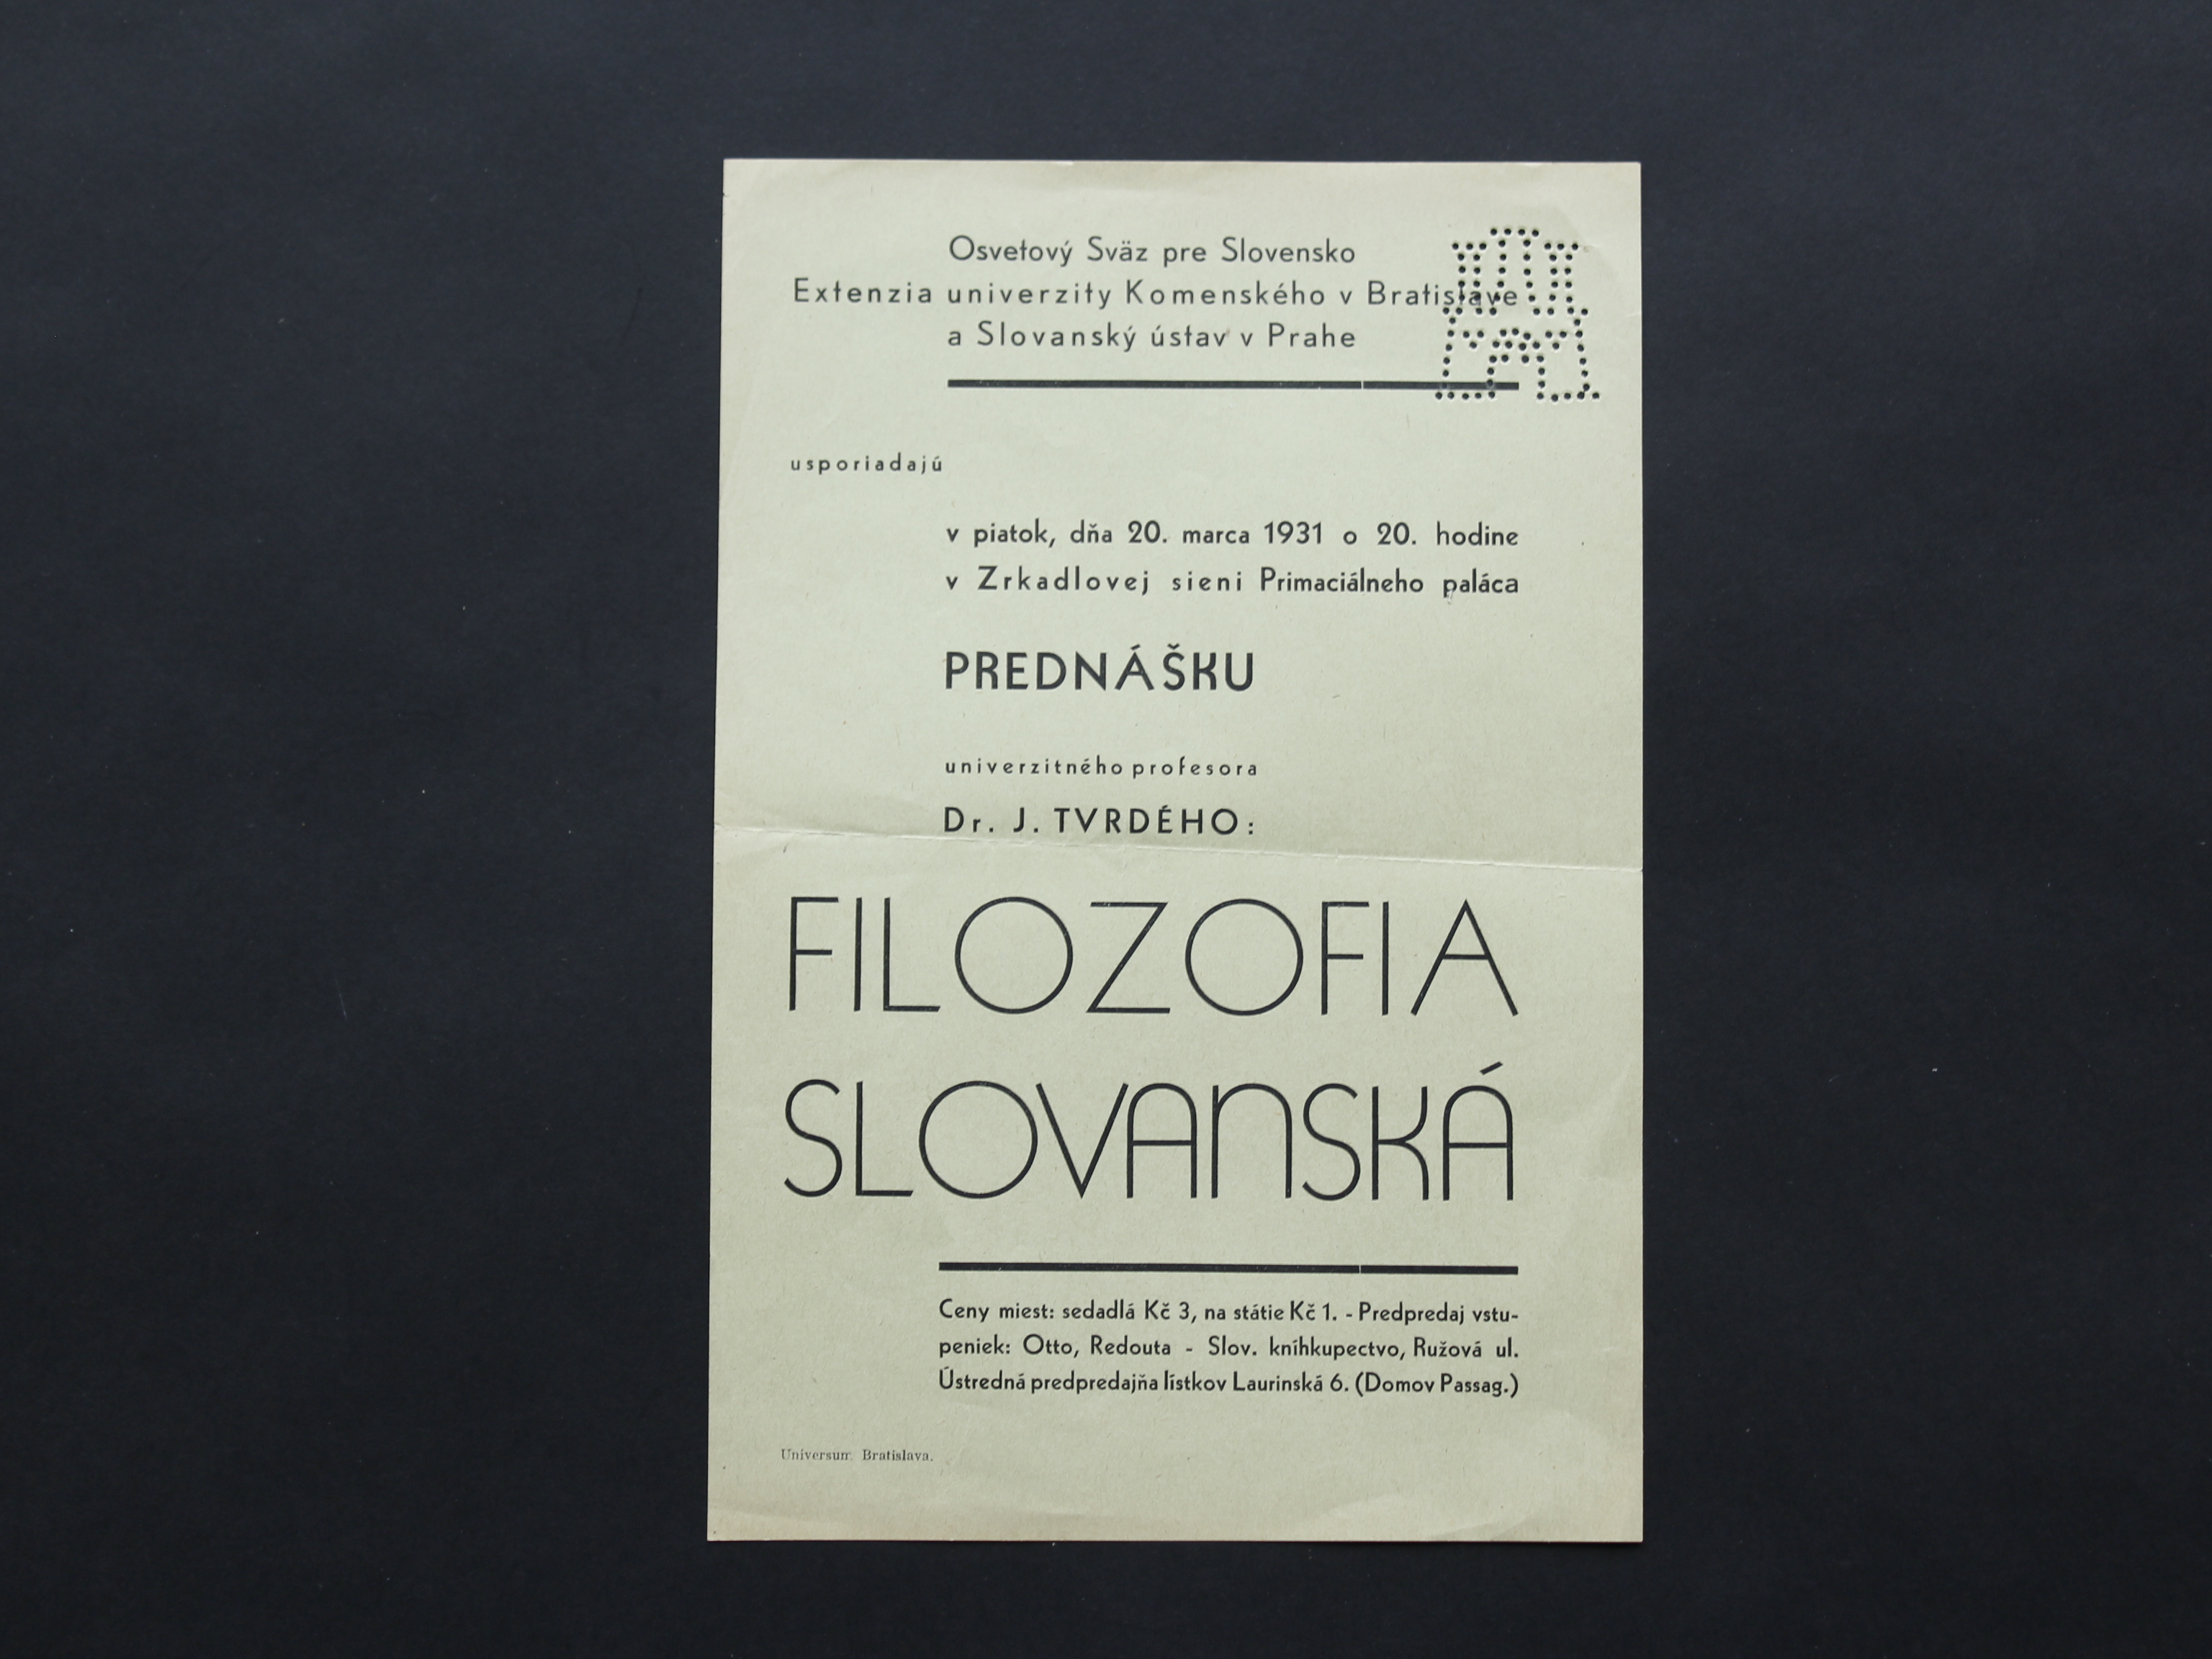 Osvetový Sväz pre Slovensko
Extenzia univerzity Komenského v Bratislave
a Slovanský ústav v Prahe
usporiadajú
v piatok, dňa 20. marca 1931 o 20. hodine
v Zrkadlovej sieni Primaciálneho paláca
PREDNÁŠKU
univerzitného profesora
Dr. J. TVRDÉHO:
FILOZOFIA
SLOVANSKÁ
Ceny miest: sedadlá Kč 3, na státie Kč 1. - Predpredaj vstu-
peniek: Otto, Redouta - Slov. kníhkupectvo, Ružová ul.
Ústredná predpredajňa lístkov Laurinská 6. (Domov Passag.)
Universum Bratislava.